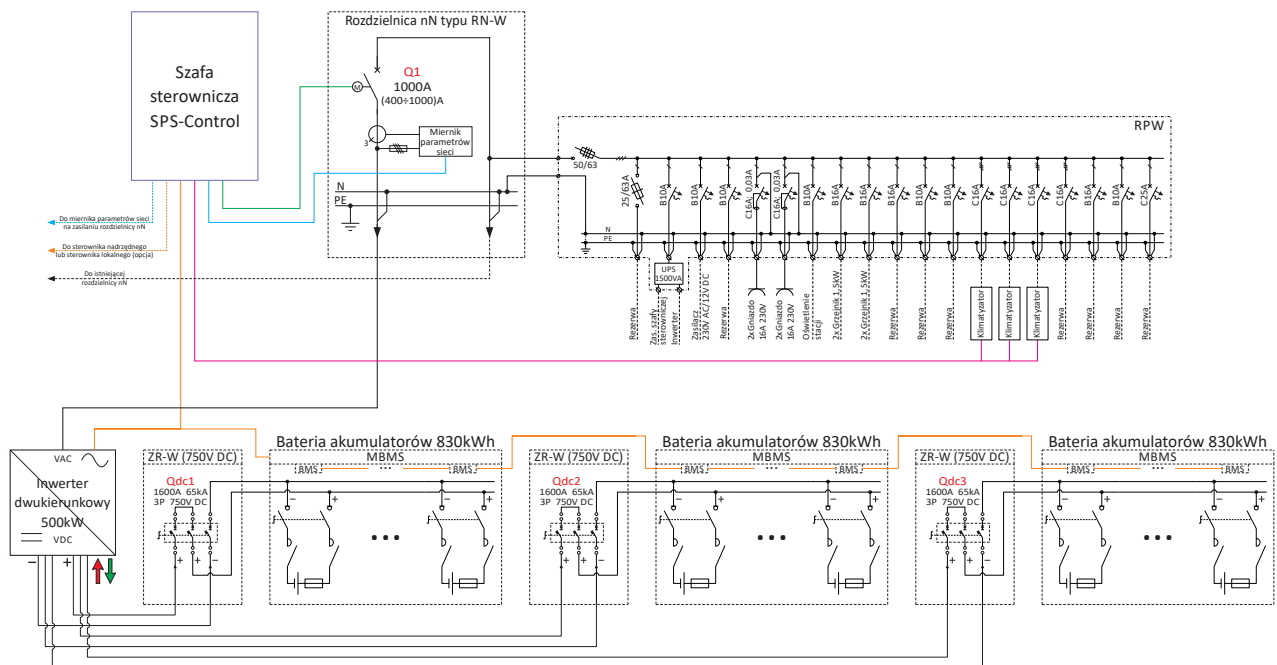 Szafa
sterownicza
SPS-Control
Rozdzielnica nN typu RN-W
Q1
1000A
(400÷1000)A
M
3
Miernik
parametrów
sieci
N
PE
Do miernika parametrów sieci
na zasilaniu rozdzielnicy nN
Do sterownika nadrzędnego
lub sterownika lokalnego (opcja)
Do istniejącej
rozdzielnicy nN
RPW
50/63
25/63A
B10A
B10A
B10A
C16A; 0,03A
C16A; 0,03A
B10A
B16A
B16A
B16A
B10A
B10A
C16A
C16A
C16A
C16A
B16A
B10A
C25A
N
PE
UPS
1500VA
Rezerwa
Zas. szafy
sterowniczej
Inwerter
Zasilacz
230V AC/12V DC
Rezerwa
2xGniazdo
16A 230V
2xGniazdo
16A 230V
Oświetlenie
stacji
2x Grzejnik 1,5kW
2x Grzejnik 1,5kW
Rezerwa
Rezerwa
Rezerwa
Klimatyzator
Klimatyzator
Klimatyzator
Rezerwa
Rezerwa
Rezerwa
Rezerwa
VAC
Inwerter
dwukierunkowy
500kW
VDC
− +
ZR-W (750V DC)
Qdc1
1600A 65kA
3P 750V DC
+ + −
Bateria akumulatorów 830kWh
MBMS
BMS ... BMS
− + − +
ZR-W (750V DC)
Qdc2
1600A 65kA
3P 750V DC
+ + −
Bateria akumulatorów 830kWh
MBMS
BMS ... BMS
− + − +
ZR-W (750V DC)
Qdc3
1600A 65kA
3P 750V DC
+ + −
Bateria akumulatorów 830kWh
MBMS
BMS ... BMS
− + − +